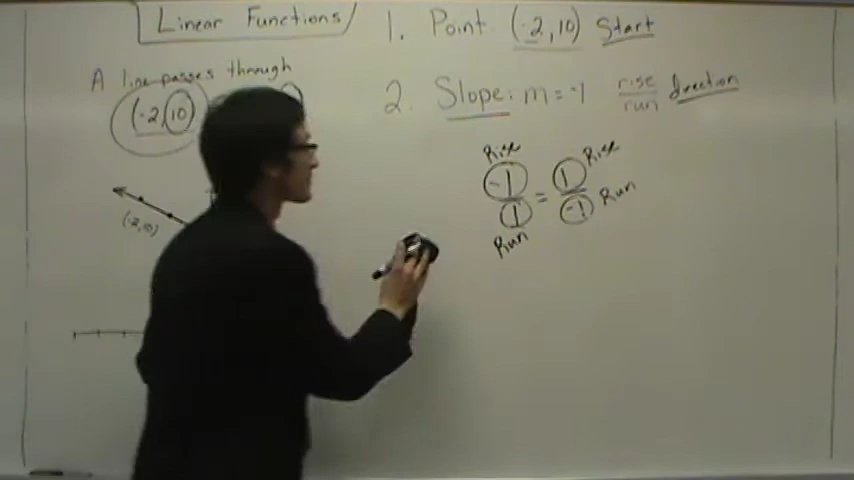 Linear Functions
A line passes through
(-2, 10)
(-2, 10)
1. Point (-2, 10) Start
2. Slope: m = -1 rise/run direction
Rise Rise
-1/1 = 1/-1 Run
Run